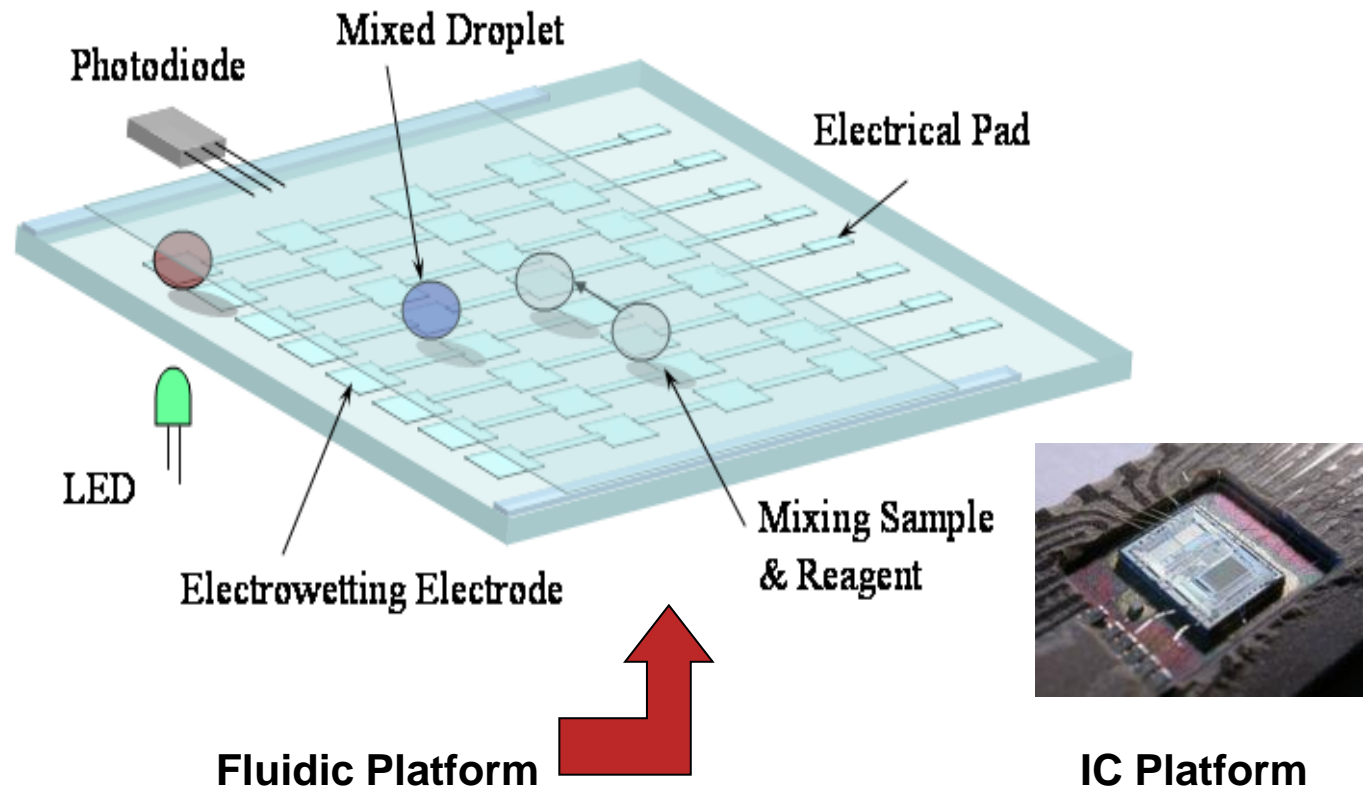 Mixed Droplet
Photodiode
Electrical Pad
LED
Mixing Sample
& Reagent
Electrowetting Electrode
Fluidic Platform
IC Platform